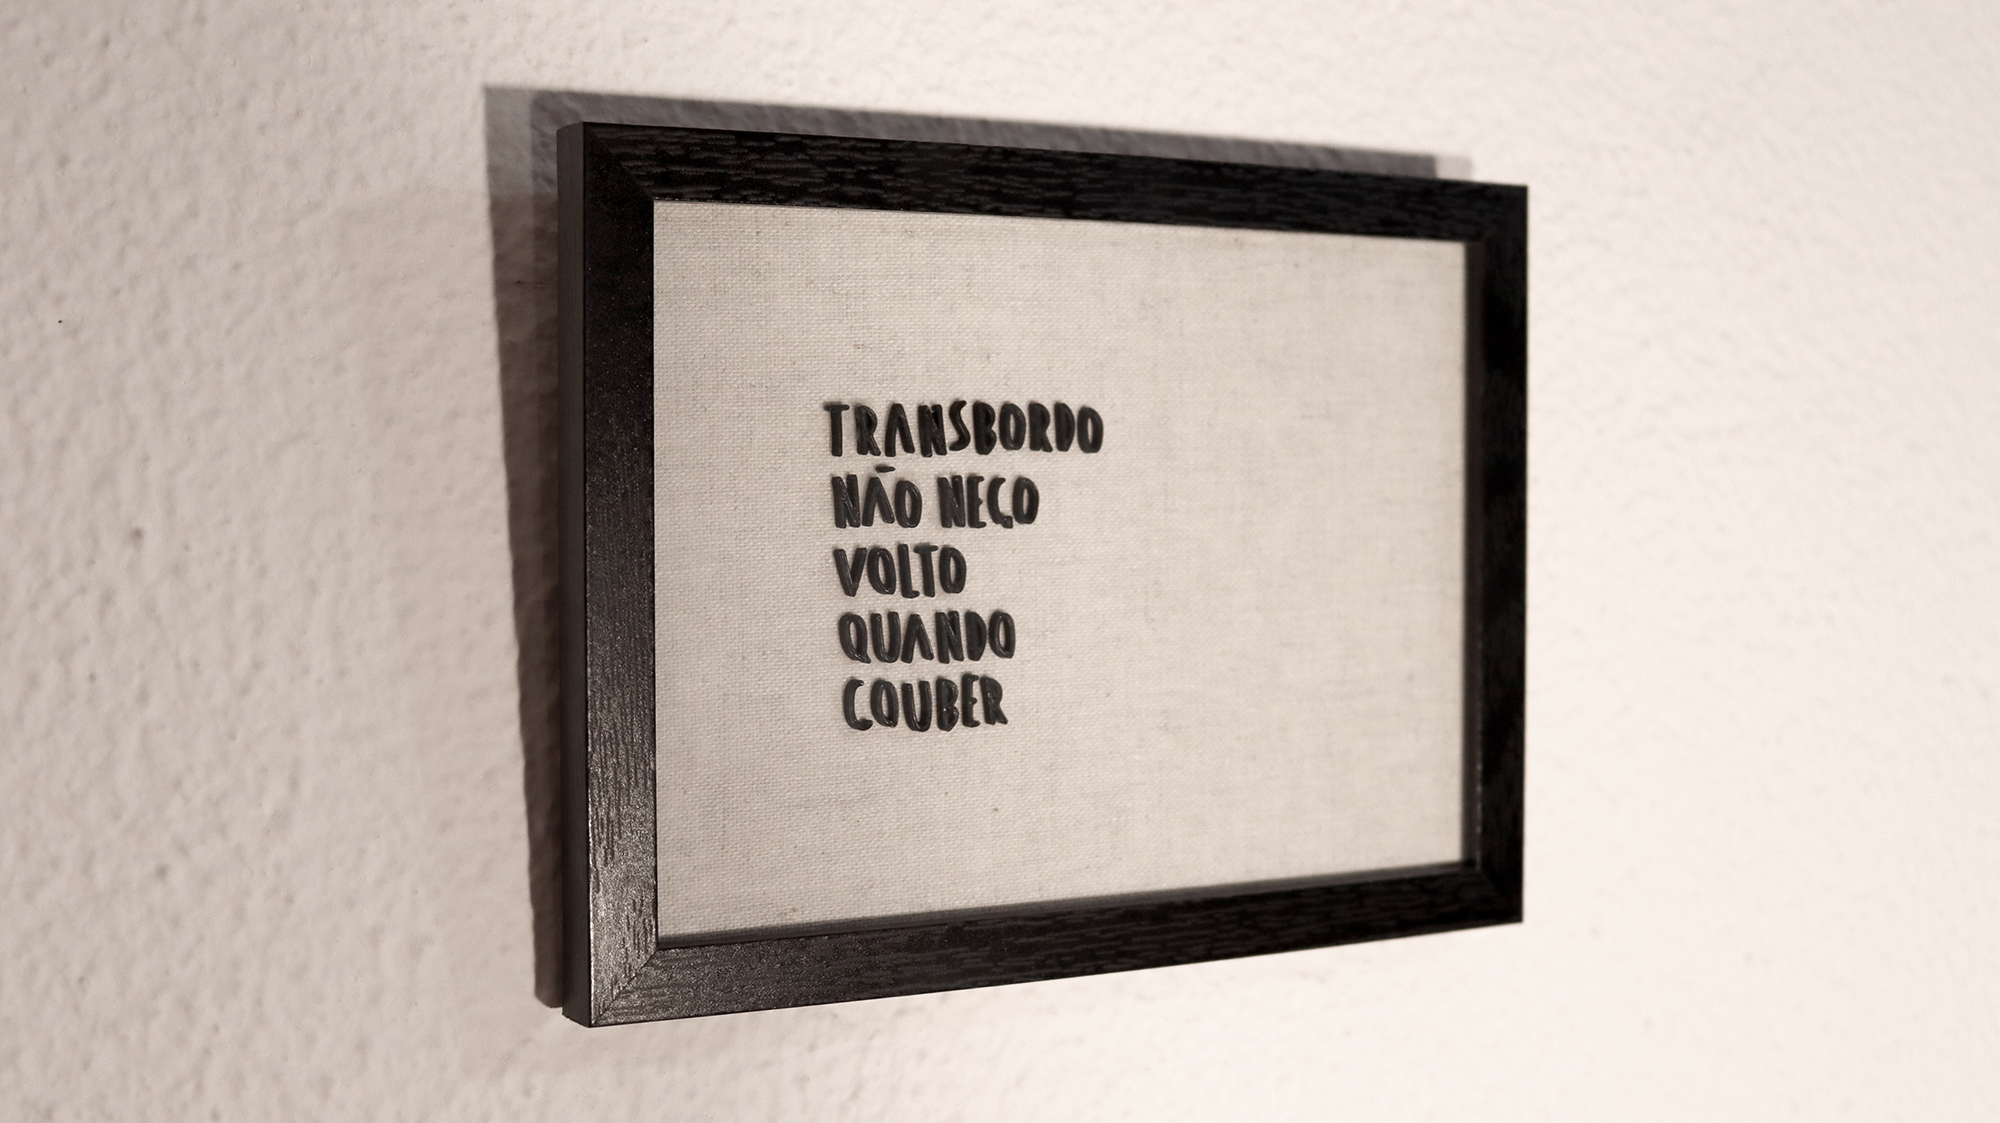 TRANSBORDO
NÃO NEGO
VOLTO
QUANDO
COUBER